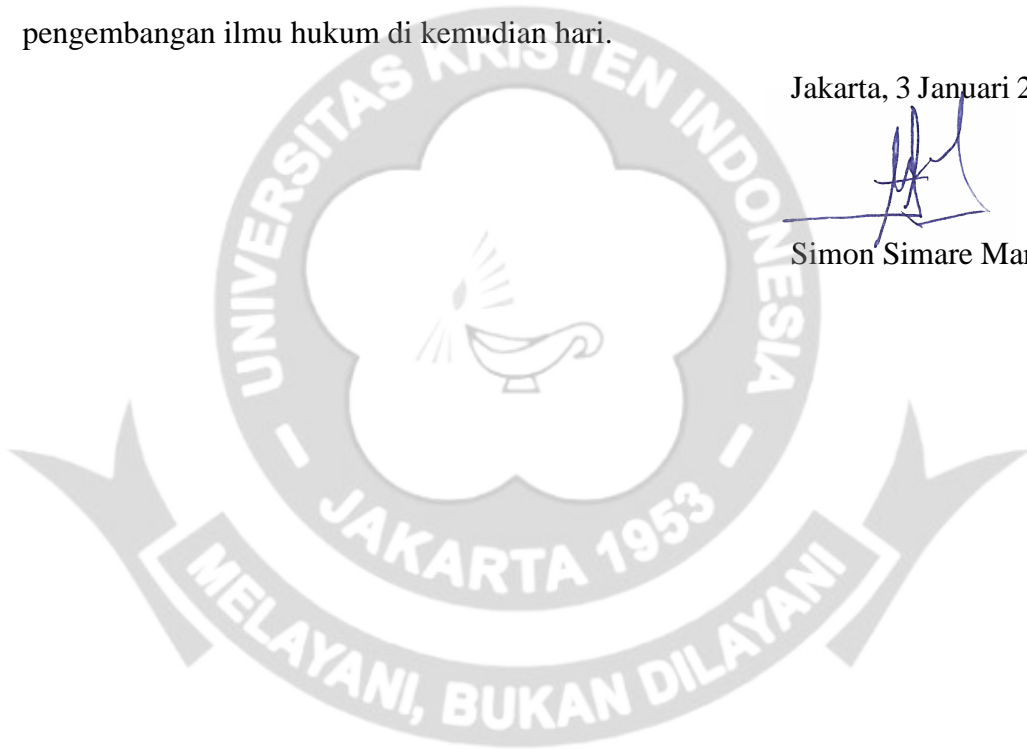 pengembangan ilmu hukum di kemudian hari.
Jakarta, 3 Januari 2
Simon Simare Mar
UNIVERSITAS KRISTEN INDONESIA
JAKARTA 1953
MELAYANI, BUKAN DILAYANI